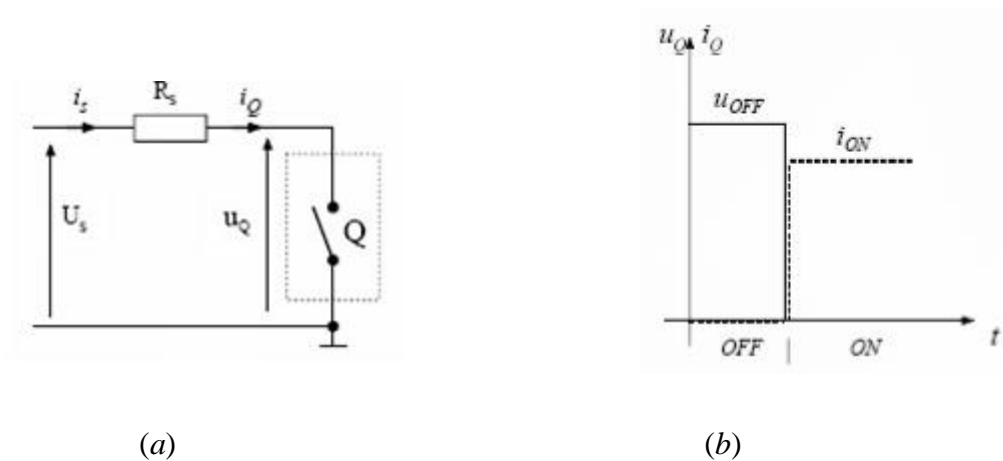 i_s R_s i_Q
U_s u_Q Q
(a)
u_Q i_Q
u_OFF
i_ON
OFF ON t
(b)